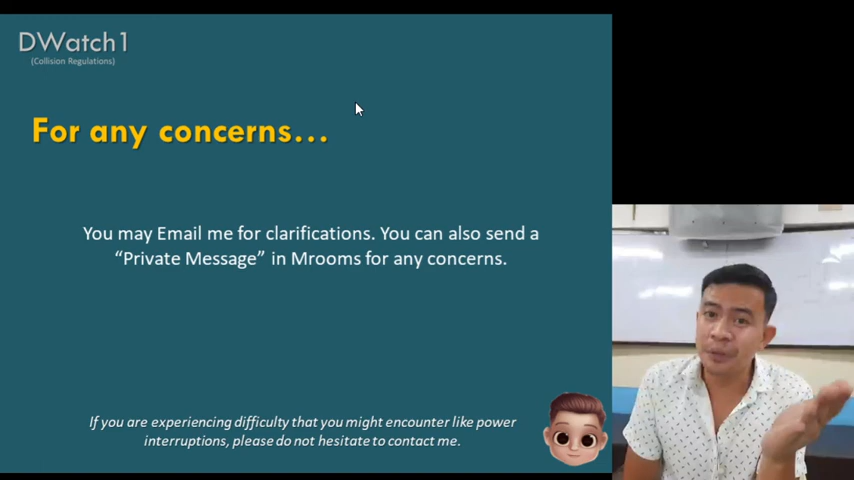 DWatch1
(Collision Regulations)
For any concerns...
You may Email me for clarifications. You can also send a
“Private Message” in Mrooms for any concerns.
If you are experiencing difficulty that you might encounter like power
interruptions, please do not hesitate to contact me.